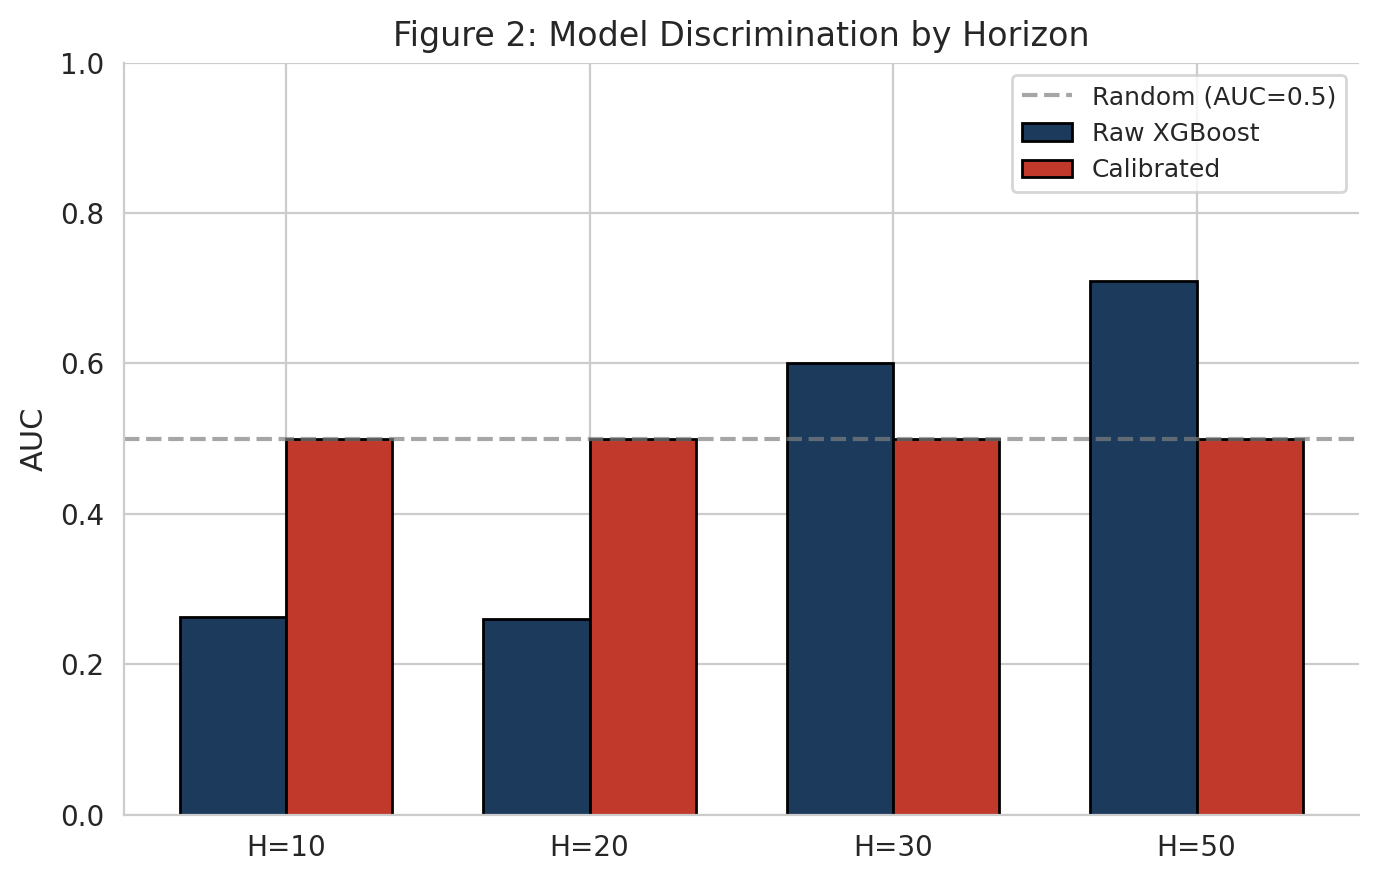 Figure 2: Model Discrimination by Horizon
1.0
0.8
0.6
0.4
0.2
0.0
AUC
Random (AUC=0.5)
Raw XGBoost
Calibrated
H=10
H=20
H=30
H=50